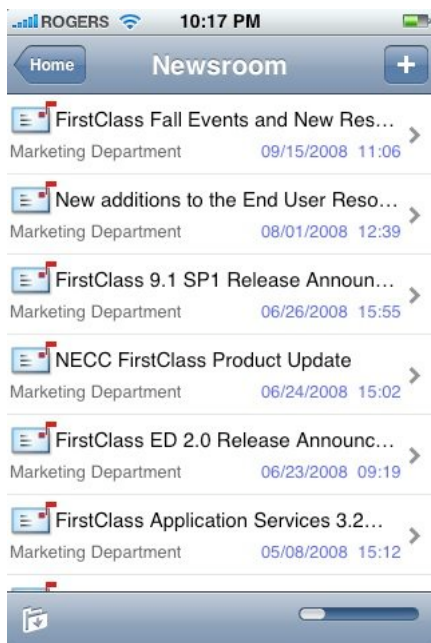 ROGERS 10:17 PM
Home Newsroom +
FirstClass Fall Events and New Res...
Marketing Department 09/15/2008 11:06
New additions to the End User Reso...
Marketing Department 08/01/2008 12:39
FirstClass 9.1 SP1 Release Announ...
Marketing Department 06/26/2008 15:55
NECC FirstClass Product Update
Marketing Department 06/24/2008 15:02
FirstClass ED 2.0 Release Announc...
Marketing Department 06/23/2008 09:19
FirstClass Application Services 3.2...
Marketing Department 05/08/2008 15:12